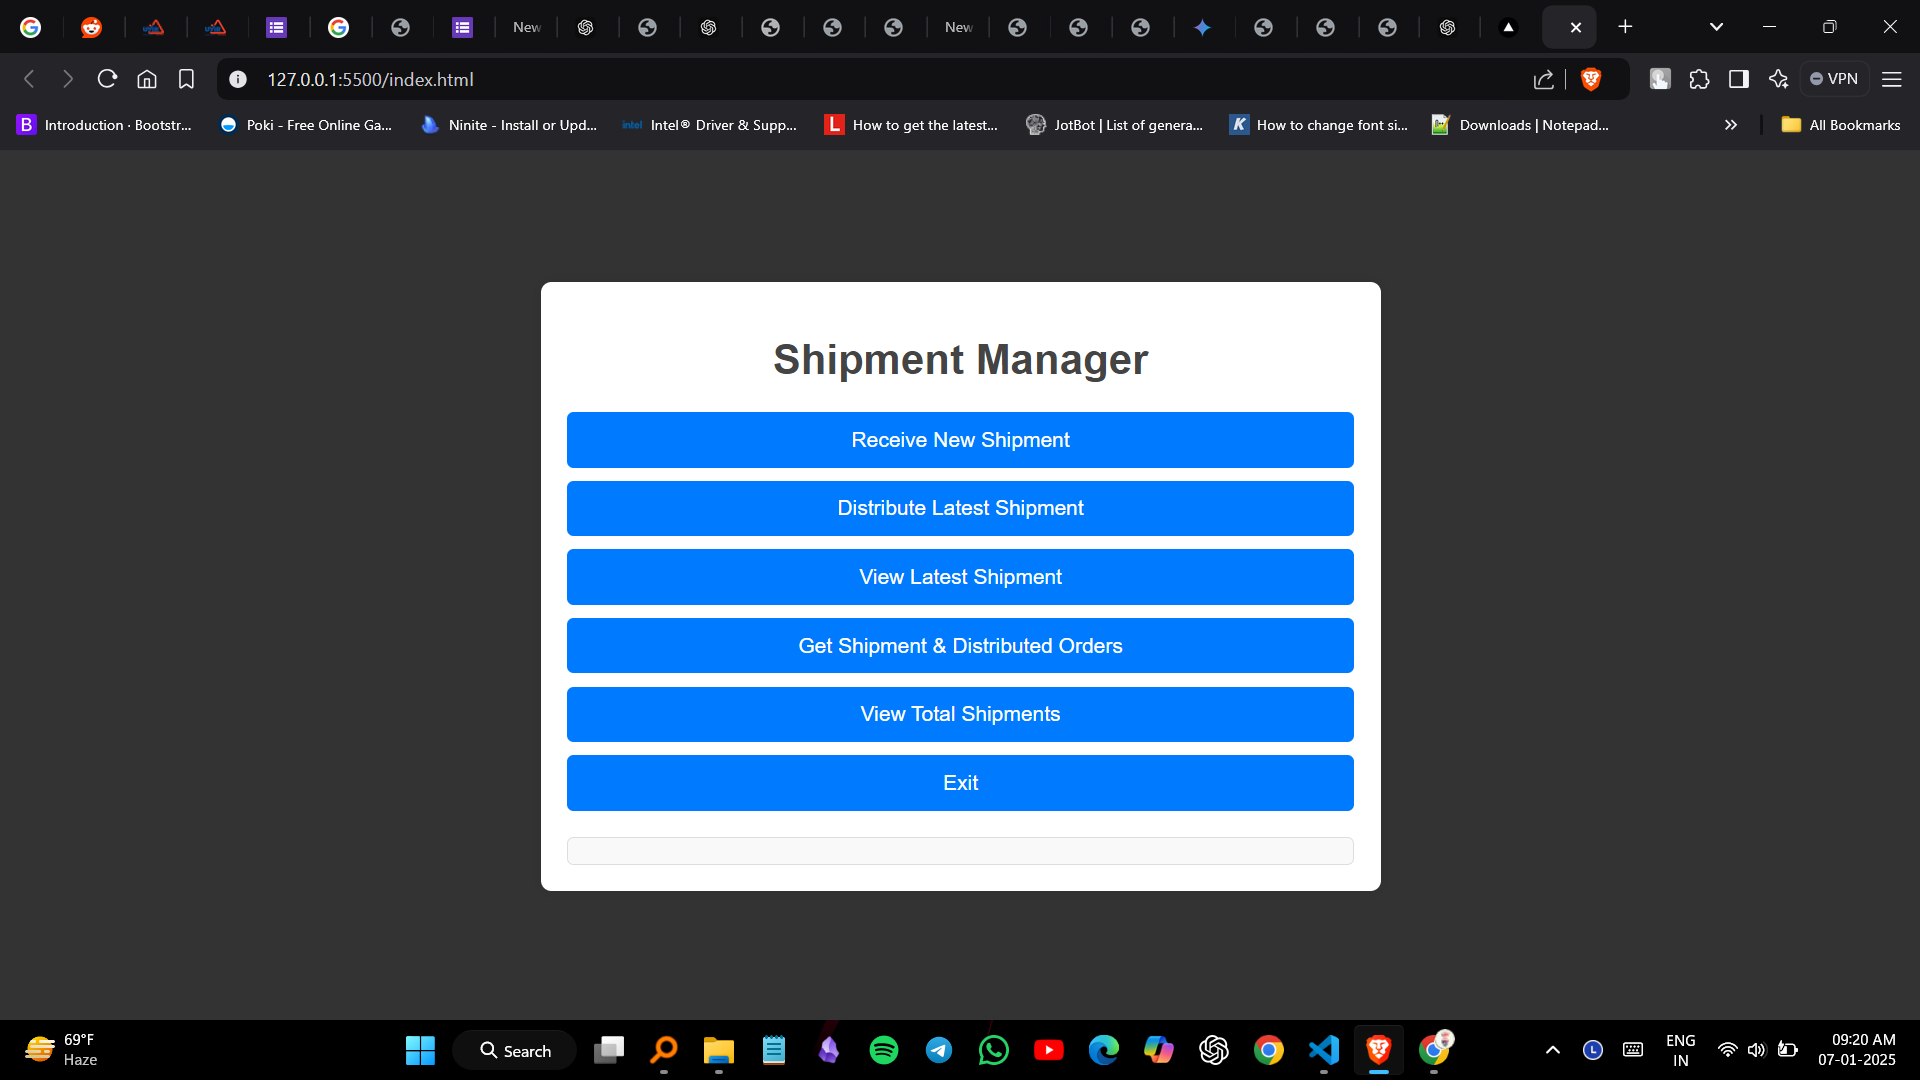 New
New
127.0.0.1:5500/index.html
VPN
B Introduction · Bootstr...
Poki - Free Online Ga...
Ninite - Install or Upd...
intel Intel® Driver & Supp...
L How to get the latest...
JotBot | List of genera...
K How to change font si...
Downloads | Notepad...
All Bookmarks
Shipment Manager
Receive New Shipment
Distribute Latest Shipment
View Latest Shipment
Get Shipment & Distributed Orders
View Total Shipments
Exit
69°F
Haze
Search
L
ENG
IN
09:20 AM
07-01-2025